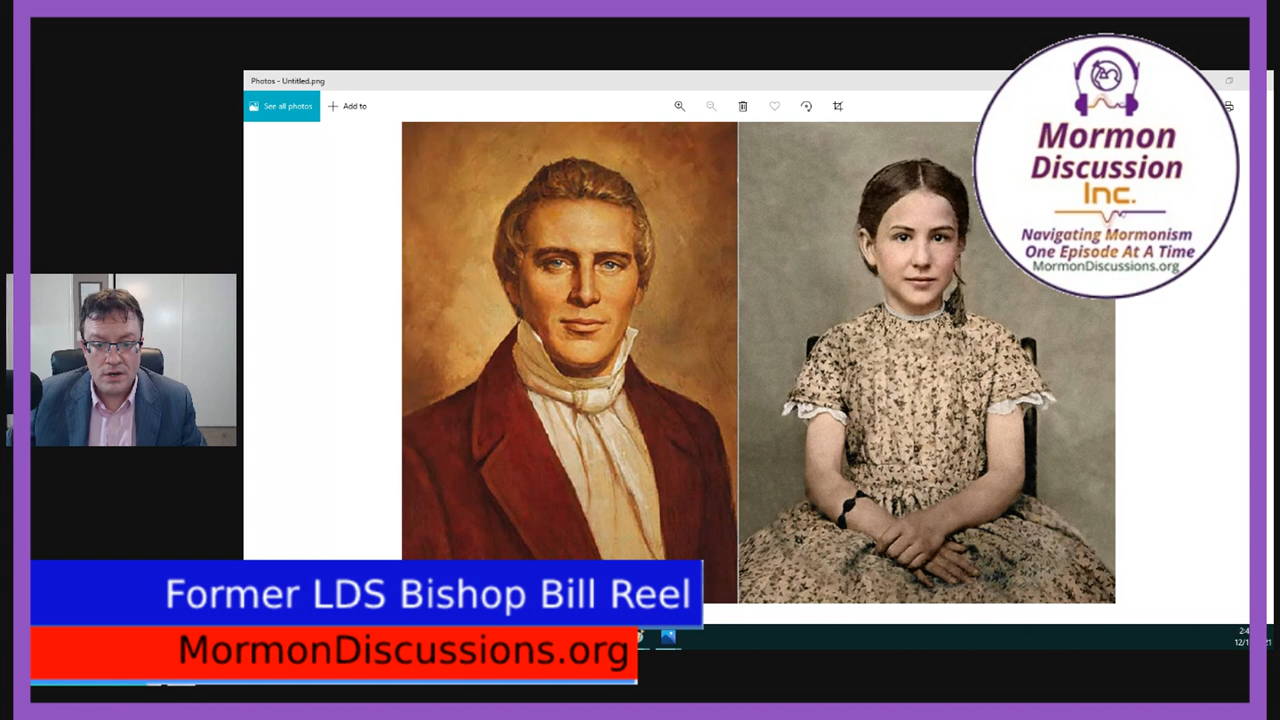 Photos - Untitled.png
See all photos
Add to
Mormon
Discussion
Inc.
Navigating Mormonism
One Episode At A Time
MormonDiscussions.org
Former LDS Bishop Bill Reel
MormonDiscussions.org